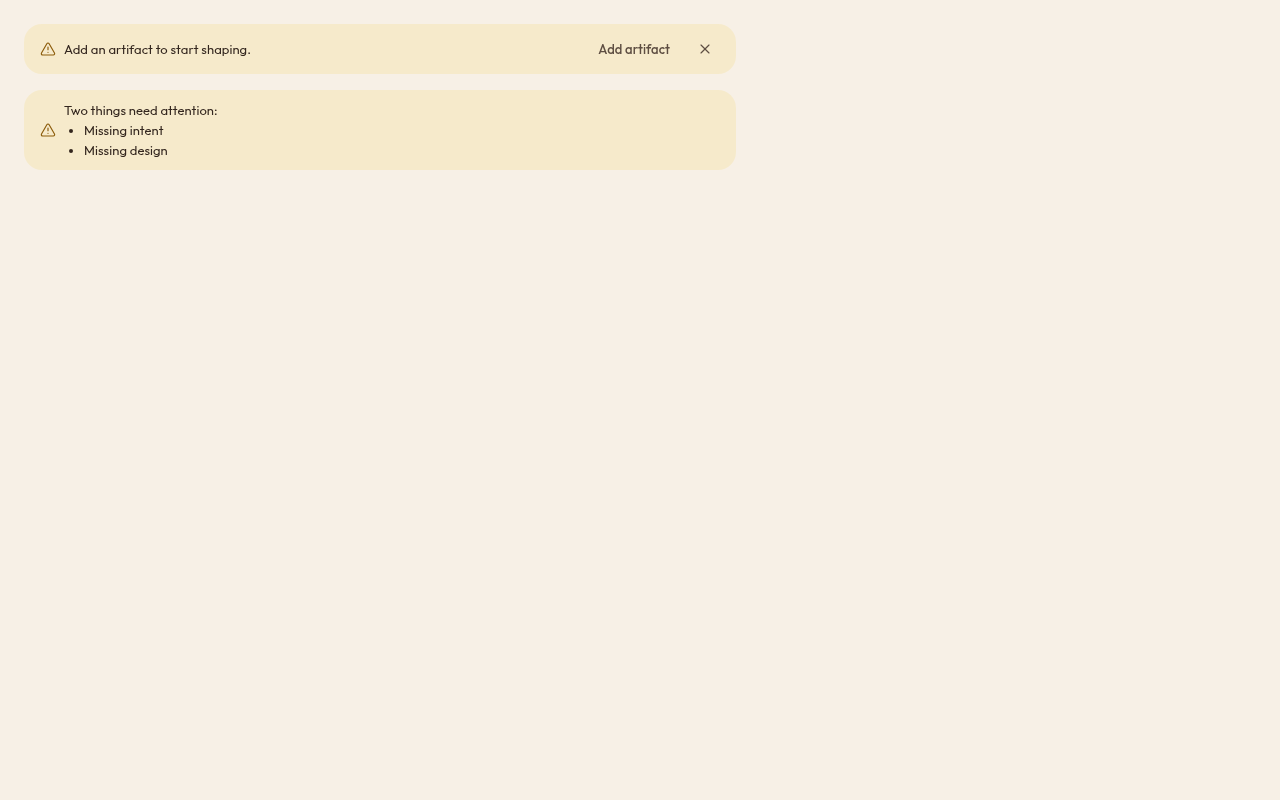 Add an artifact to start shaping.
Add artifact
Two things need attention:
• Missing intent
• Missing design